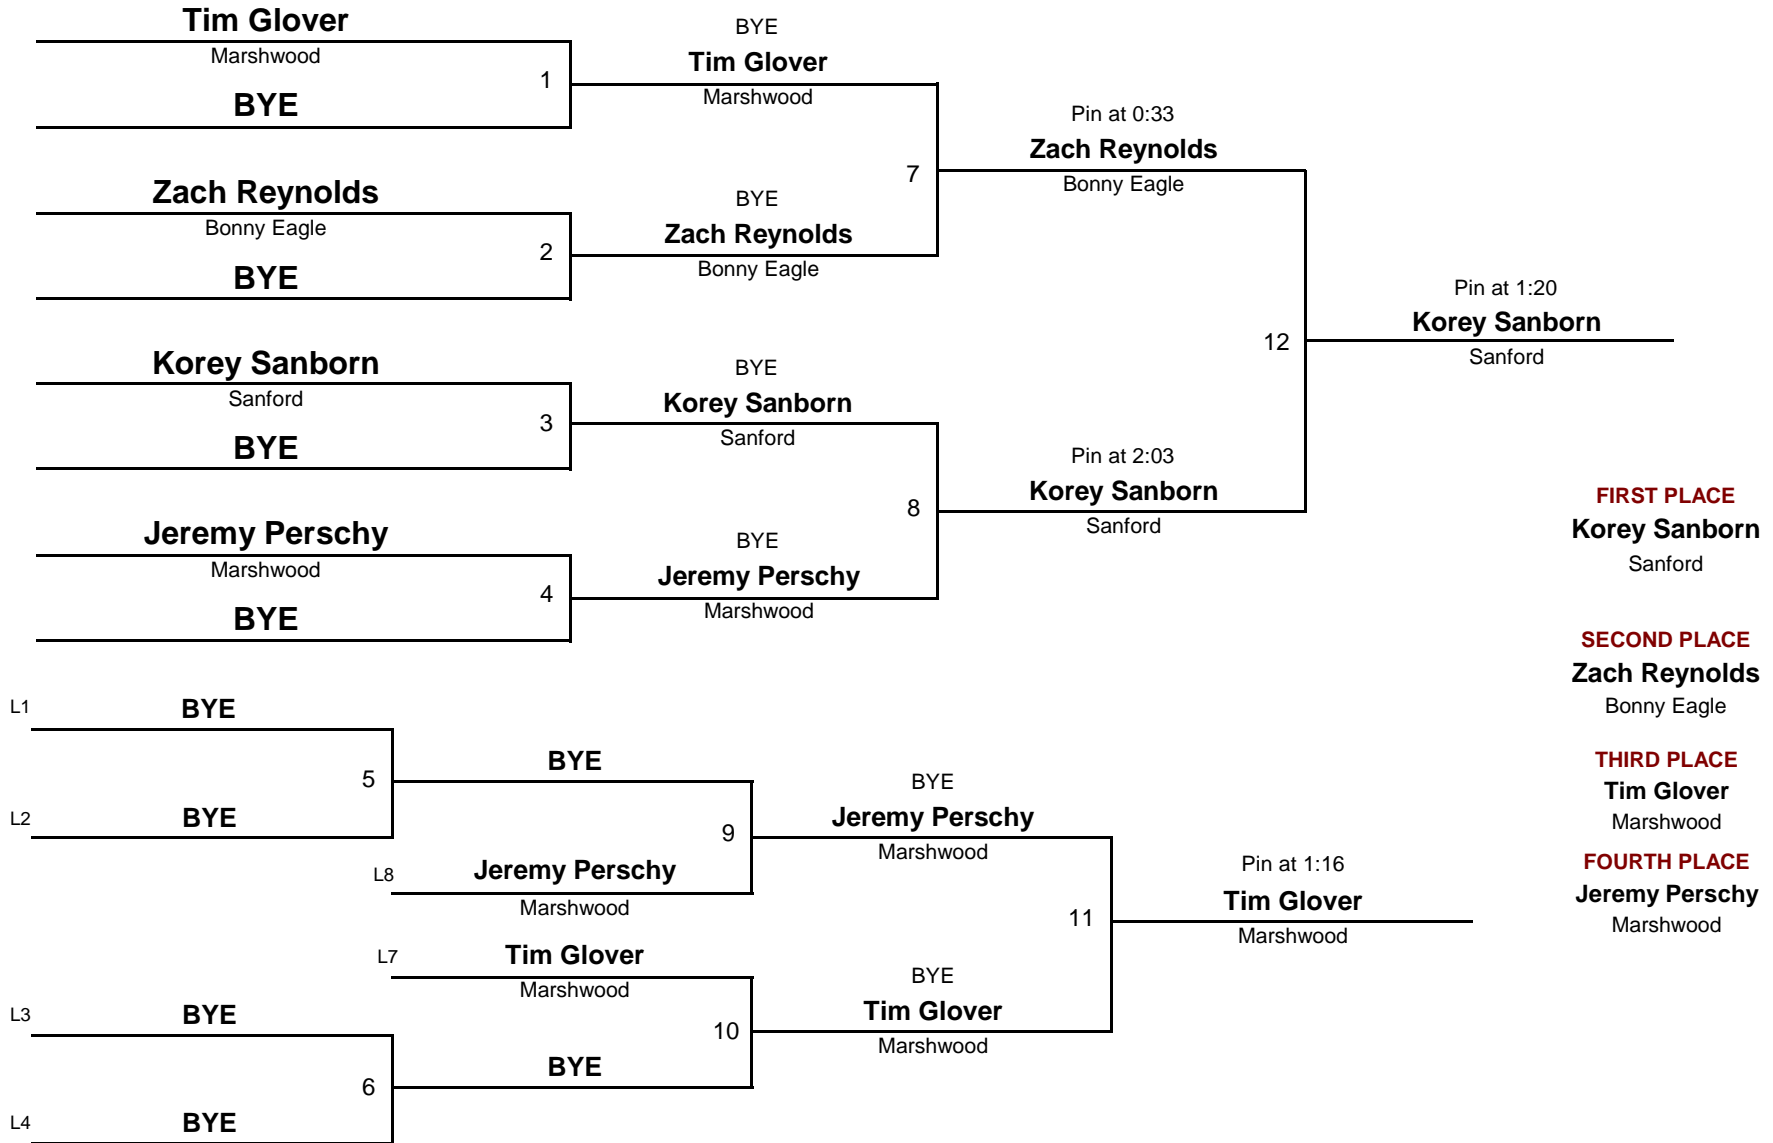 Tim Glover
Marshwood
1
BYE
Zach Reynolds
Bonny Eagle
2
BYE
Korey Sanborn
Sanford
3
BYE
Jeremy Perschy
Marshwood
4
BYE
BYE
Tim Glover
Marshwood
7
BYE
Zach Reynolds
Bonny Eagle
BYE
Korey Sanborn
Sanford
8
BYE
Jeremy Perschy
Marshwood
Pin at 0:33
Zach Reynolds
Bonny Eagle
12
Pin at 2:03
Korey Sanborn
Sanford
Pin at 1:20
Korey Sanborn
Sanford
FIRST PLACE
Korey Sanborn
Sanford
SECOND PLACE
Zach Reynolds
Bonny Eagle
THIRD PLACE
Tim Glover
Marshwood
FOURTH PLACE
Jeremy Perschy
Marshwood
L1 BYE
5
L2 BYE
BYE
9
L8 Jeremy Perschy
Marshwood
L7 Tim Glover
Marshwood
10
L3 BYE
6
L4 BYE
BYE
BYE
Jeremy Perschy
Marshwood
11
BYE
Tim Glover
Marshwood
Pin at 1:16
Tim Glover
Marshwood